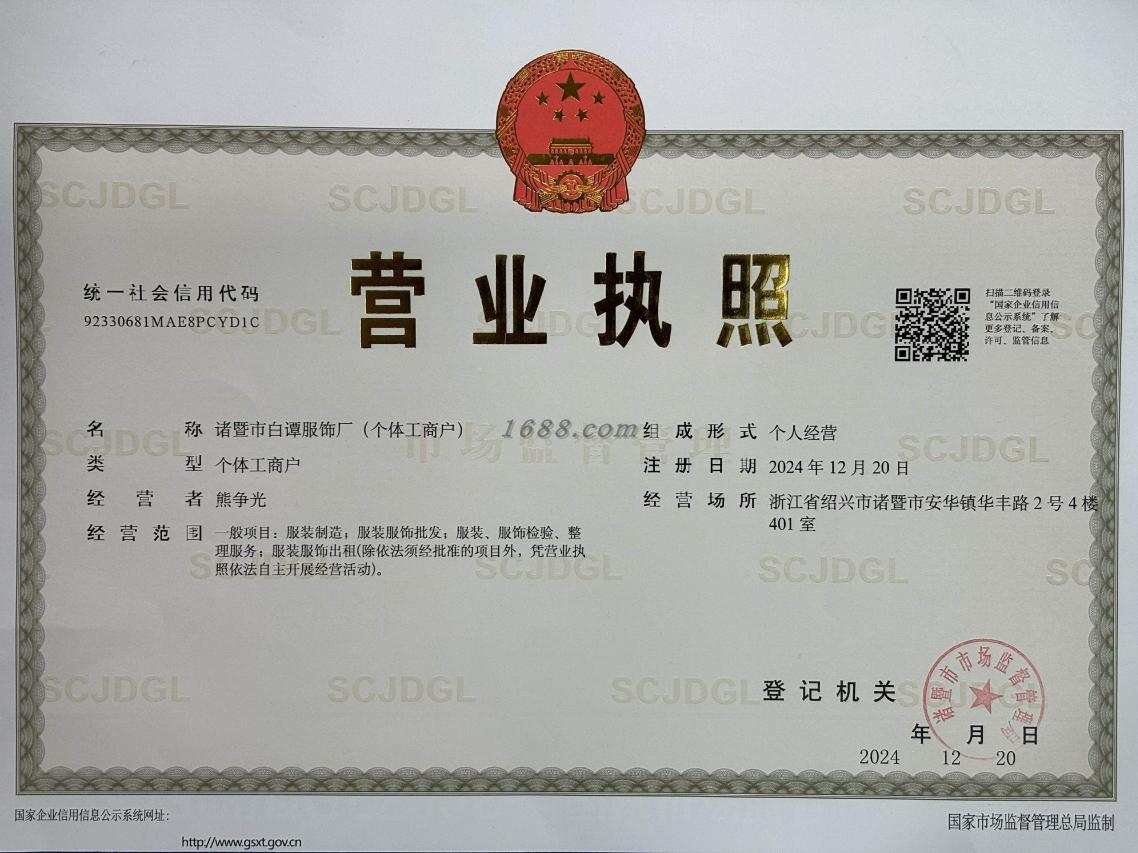 营业执照
统一社会信用代码
92330681MAE8PCYD1C
扫描二维码登录
“国家企业信用信
息公示系统”了解
更多登记、备案、
许可、监管信息
名称 诸暨市白谭服饰厂（个体工商户）
类型 个体工商户
经营者 熊争光
经营范围 一般项目：服装制造；服装服饰批发；服装、服饰检验、整
理服务；服装服饰出租(除依法须经批准的项目外，凭营业执
照依法自主开展经营活动)。
1688.com
组成形式 个人经营
注册日期 2024年12月20日
经营场所 浙江省绍兴市诸暨市安华镇华丰路2号4楼
401室
SCJDGL SCJDGL SCJDGL SCJDGL
市场监督管理
登记机关
诸暨市市场监督管理局
年 月 日
2024 12 20
国家企业信用信息公示系统网址：
http://www.gsxt.gov.cn
国家市场监督管理总局监制